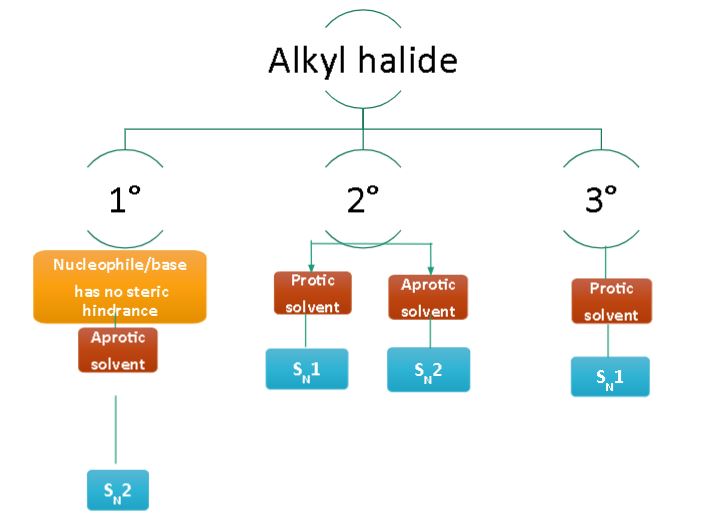 Alkyl halide
1°
2°
3°
Nucleophile/base
has no steric
hindrance
Aprotic
solvent
S_N2
Protic
solvent
S_N1
Aprotic
solvent
S_N2
Protic
solvent
S_N1